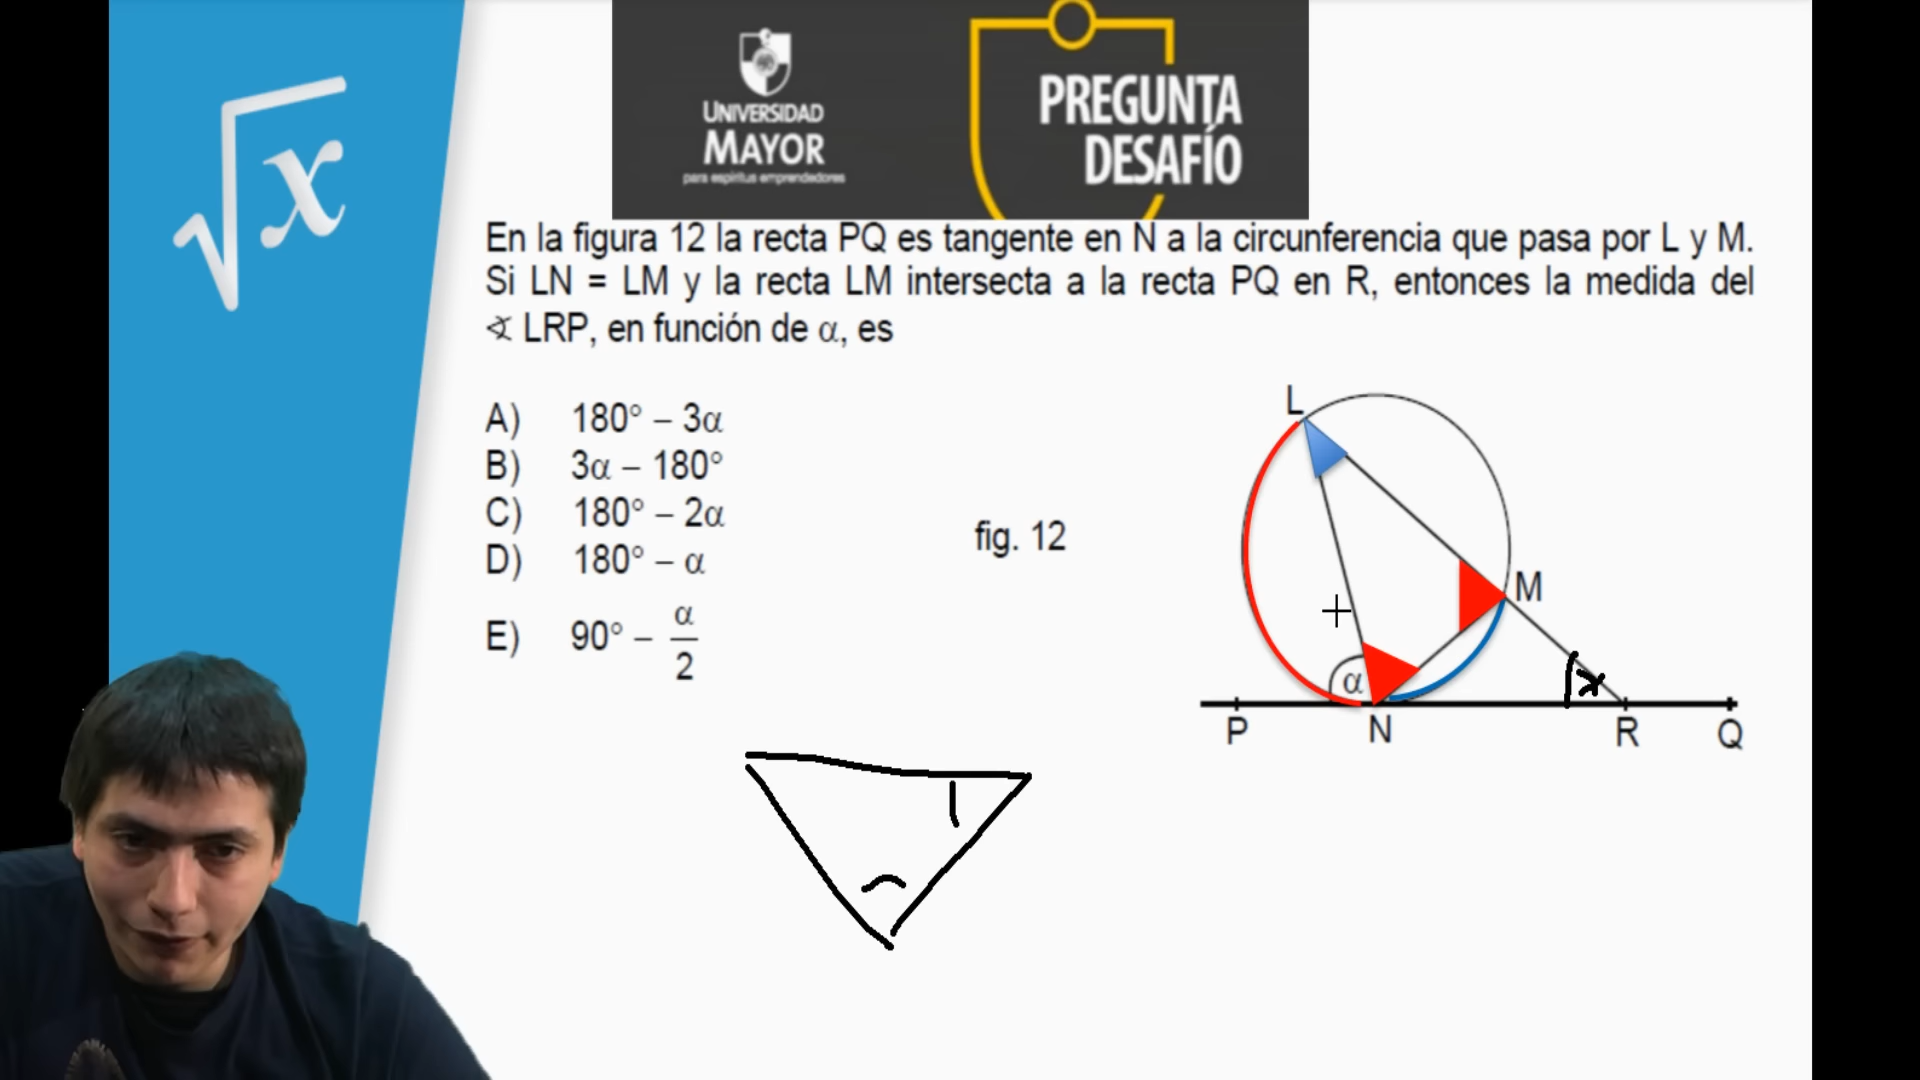 √x
UNIVERSIDAD
MAYOR
para espíritus emprendedores
PREGUNTA
DESAFÍO
En la figura 12 la recta PQ es tangente en N a la circunferencia que pasa por L y M.
Si LN = LM y la recta LM intersecta a la recta PQ en R, entonces la medida del
∢ LRP, en función de α, es
A) 180° – 3α
B) 3α – 180°
C) 180° – 2α
D) 180° – α
E) 90° – α/2
fig. 12
L
M
α
x
P N R Q